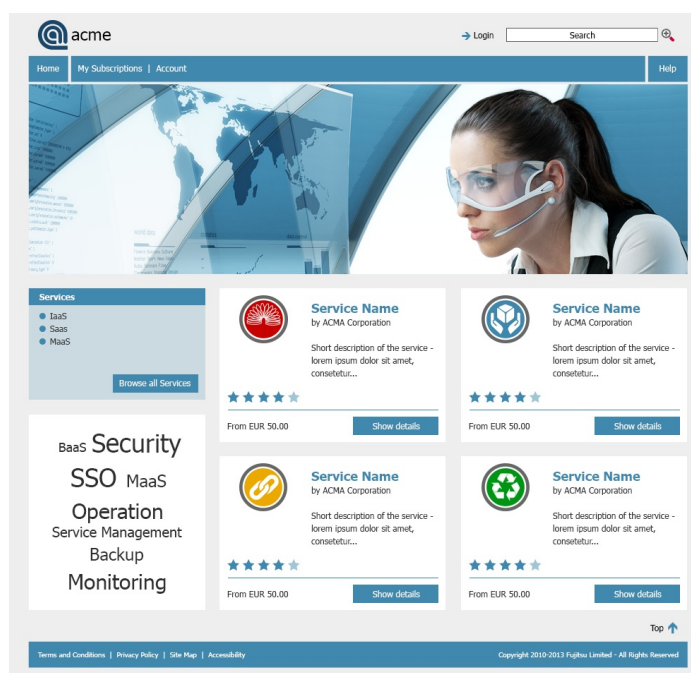 acme
Login
Search
Home
My Subscriptions | Account
Help
Services
IaaS
Saas
MaaS
Browse all Services
BaaS Security
SSO MaaS
Operation
Service Management
Backup
Monitoring
Service Name
by ACMA Corporation
Short description of the service -
lorem ipsum dolor sit amet,
consetetur...
From EUR 50.00
Show details
Service Name
by ACMA Corporation
Short description of the service -
lorem ipsum dolor sit amet,
consetetur...
From EUR 50.00
Show details
Service Name
by ACMA Corporation
Short description of the service -
lorem ipsum dolor sit amet,
consetetur...
From EUR 50.00
Show details
Service Name
by ACMA Corporation
Short description of the service -
lorem ipsum dolor sit amet,
consetetur...
From EUR 50.00
Show details
Top
Terms and Conditions | Privacy Policy | Site Map | Accessibility
Copyright 2010-2013 Fujitsu Limited - All Rights Reserved